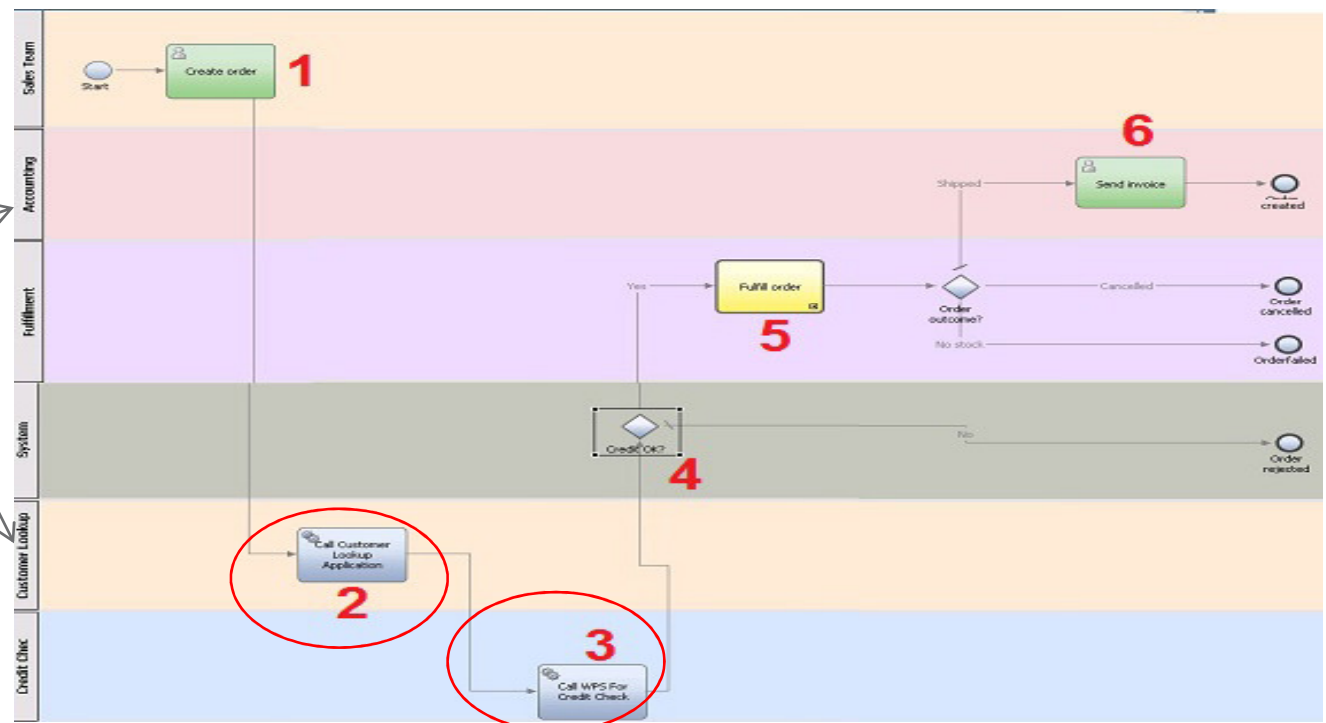 Sales Team
Start
Create order
1
Accounting
6
Shipped
Send invoice
Order
created
Fulfillment
Yes
Fulfill order
5
Order
outcome?
Cancelled
Order
cancelled
No stock
Orderfailed
System
Credit OK?
4
No
Order
rejected
Customer Lookup
Call Customer
Lookup
Application
2
Credit Chec
3
Call WPS For
Credit Check